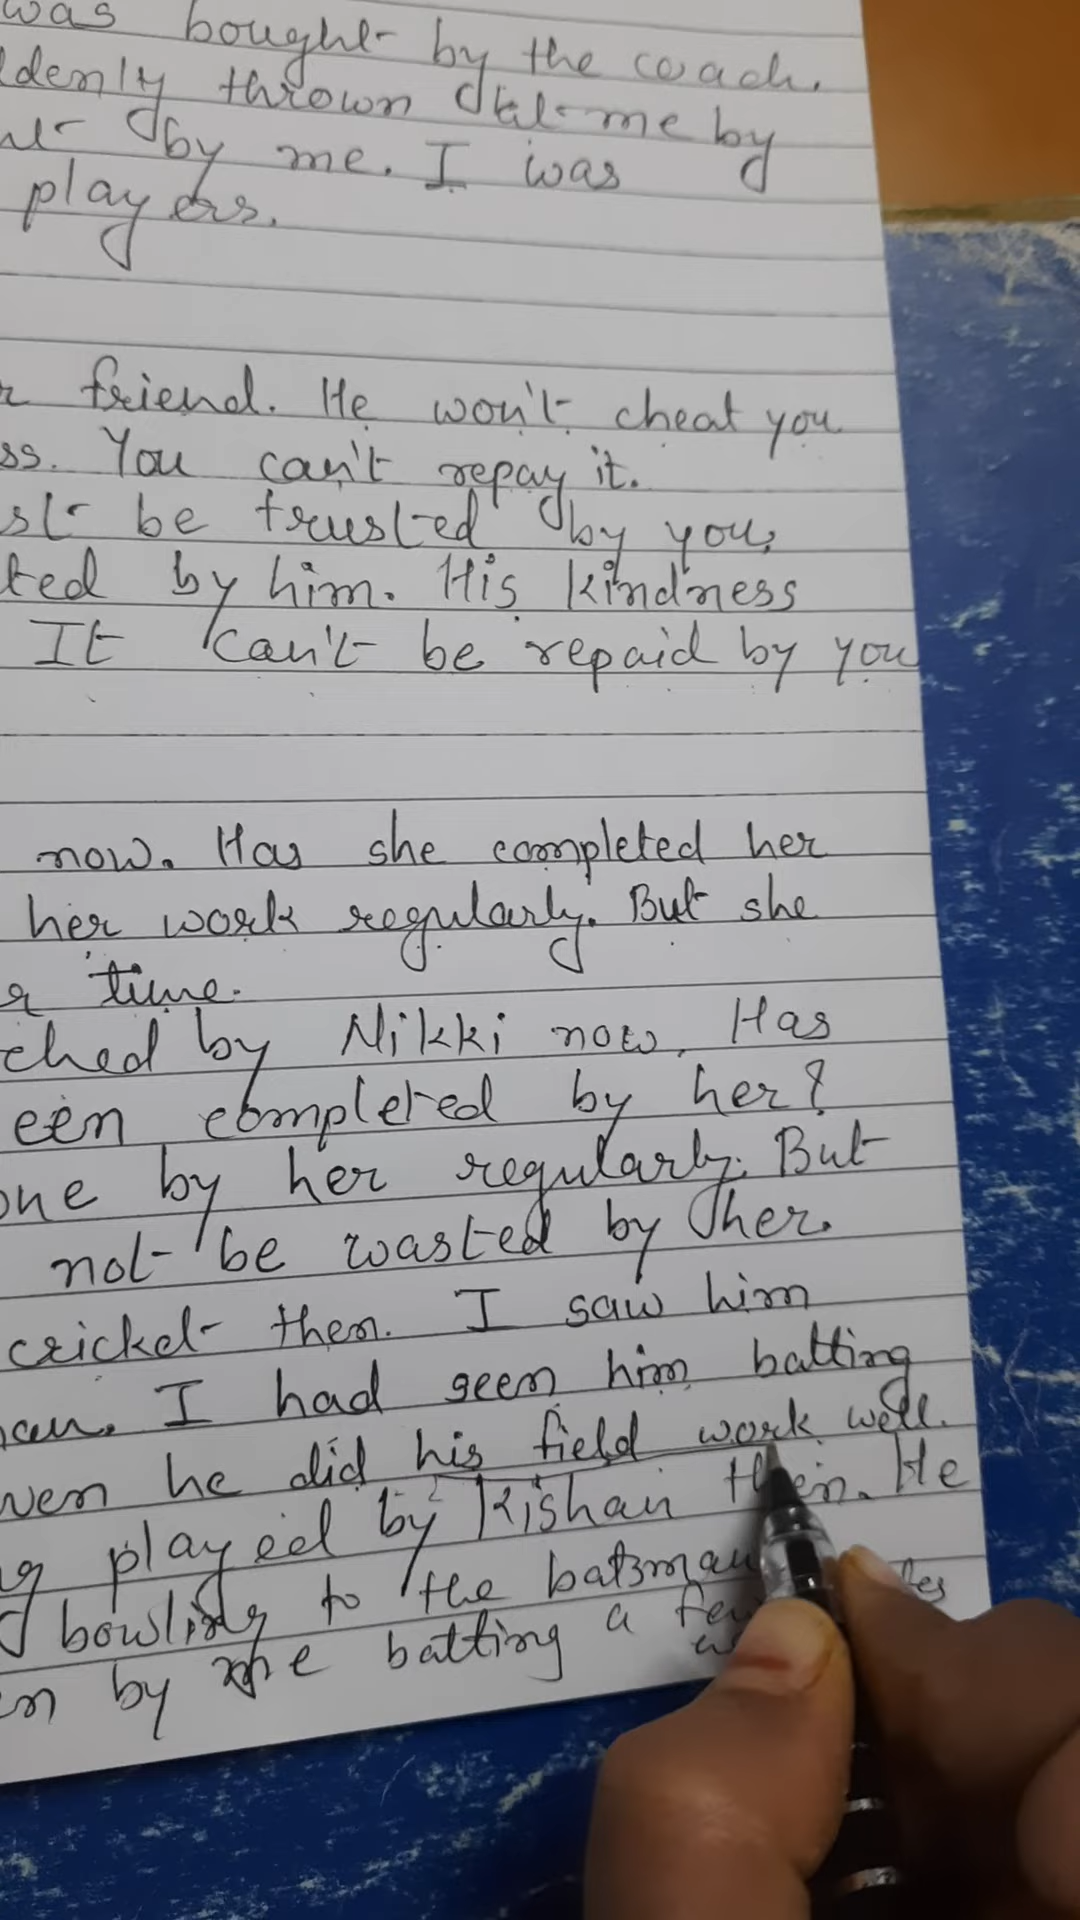 was bought by the coach.
denly thrown at me by
by me. I was
players.
friend. He won't cheat you
ss. You can't repay it.
st be trusted by you,
ted by him. His kindness
It can't be repaid by you
now. Has she completed her
her work regularly. But she
r time.
ched by Nikki now. Has
een completed by her?
one by her regularly. But
not be wasted by her.
cricket then. I saw him
I had seen him batting
ven he did his field work well.
g played by Kishan then. He
bowling to the batsman
en by me batting a few